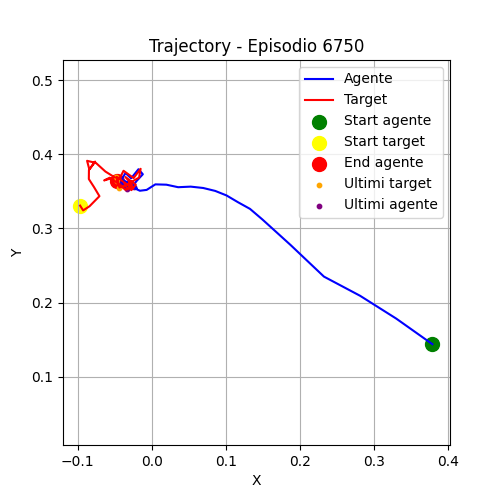 Trajectory - Episodio 6750
Agente
Target
Start agente
Start target
End agente
Ultimi target
Ultimi agente
0.5
0.4
0.3
0.2
0.1
Y
−0.1 0.0 0.1 0.2 0.3 0.4
X